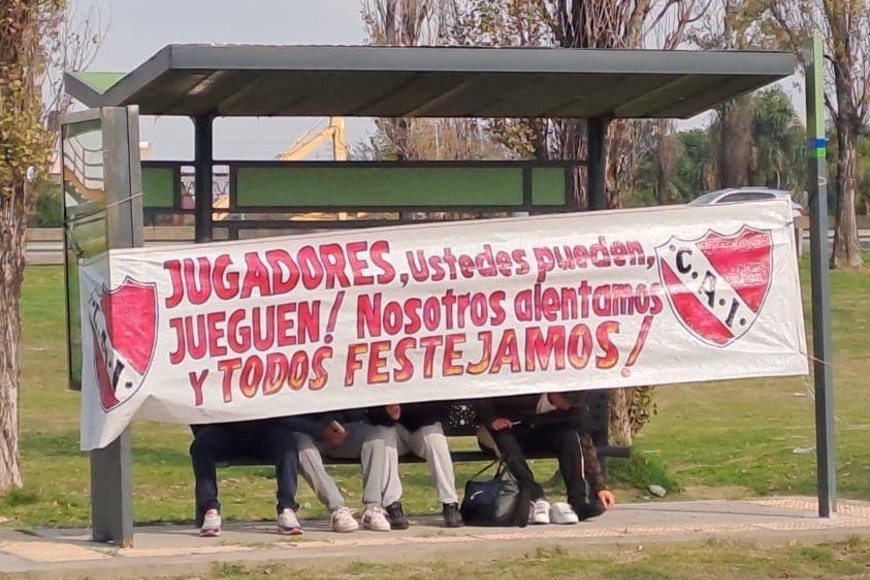 JUGADORES, Ustedes pueden,
JUEGUEN! Nosotros alentamos
Y TODOS FESTEJAMOS!
C.A.I.
C.A.I.